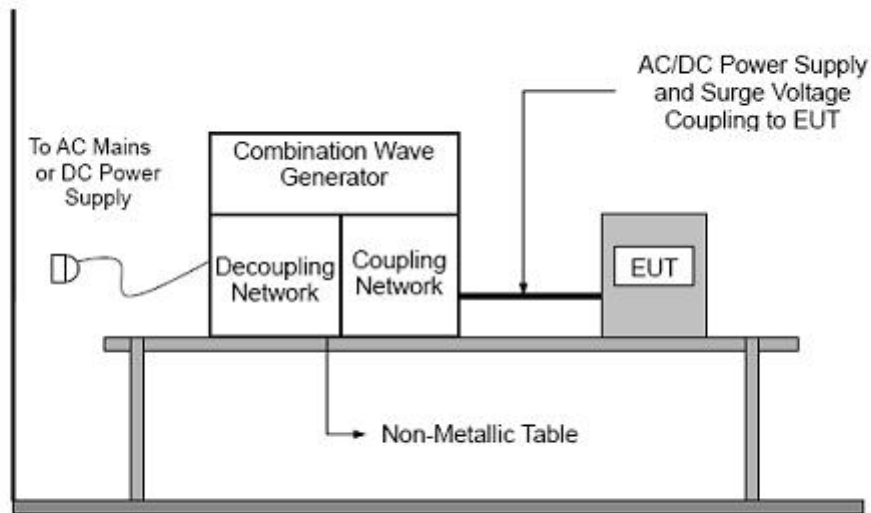 AC/DC Power Supply
and Surge Voltage
Coupling to EUT
To AC Mains
or DC Power
Supply
Combination Wave
Generator
Decoupling
Network
Coupling
Network
EUT
Non-Metallic Table